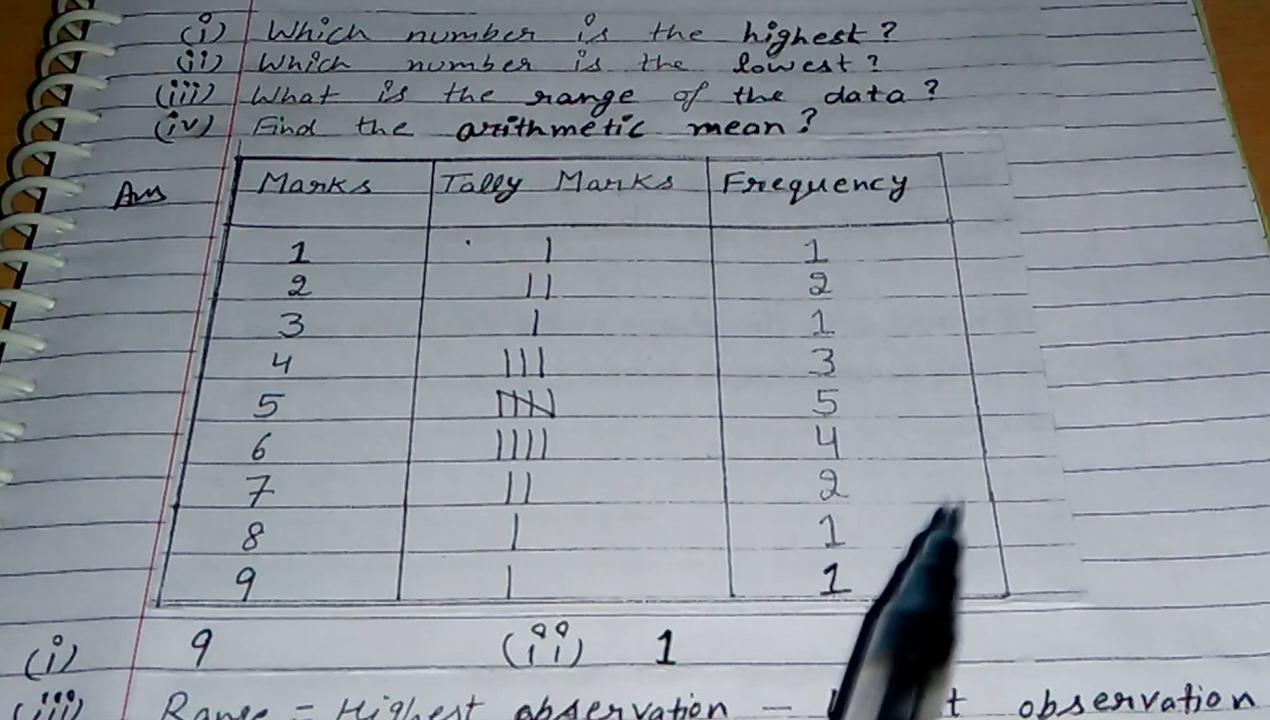 (i) Which number is the highest?
(ii) Which number is the lowest?
(iii) What is the range of the data?
(iv) Find the arithmetic mean?
Ans
Marks Tally Marks Frequency
1 | 1
2 || 2
3 | 1
4 ||| 3
5 𝍸 5
6 |||| 4
7 || 2
8 | 1
9 | 1
(i) 9 (ii) 1
(iii) Range = Highest observation - observation